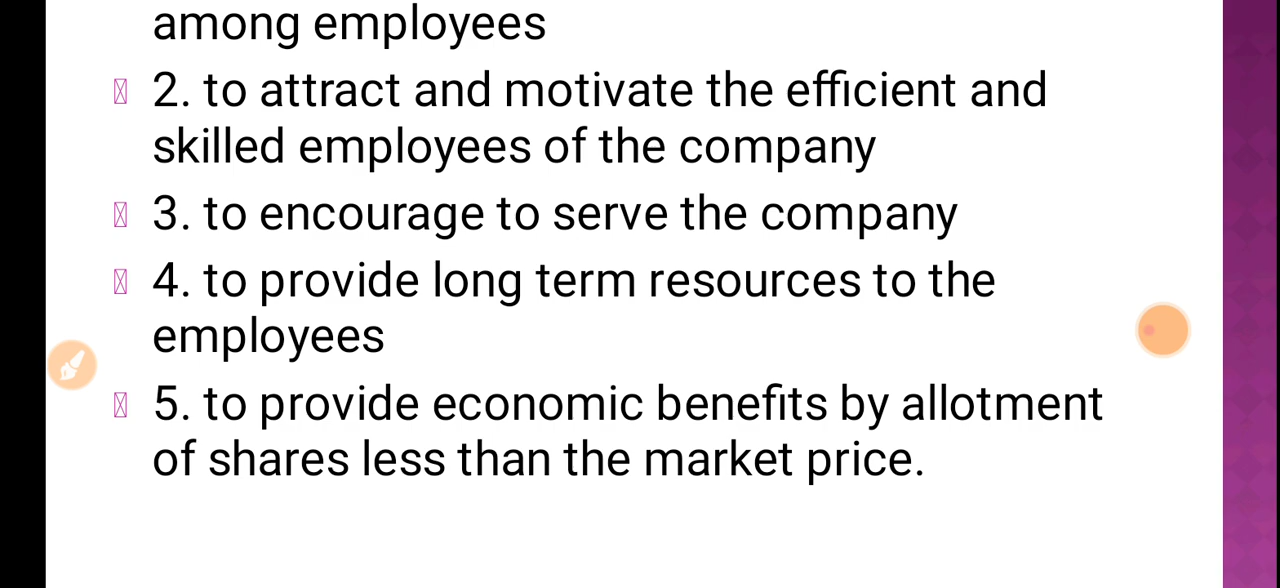 among employees
2. to attract and motivate the efficient and
skilled employees of the company
3. to encourage to serve the company
4. to provide long term resources to the
employees
5. to provide economic benefits by allotment
of shares less than the market price.